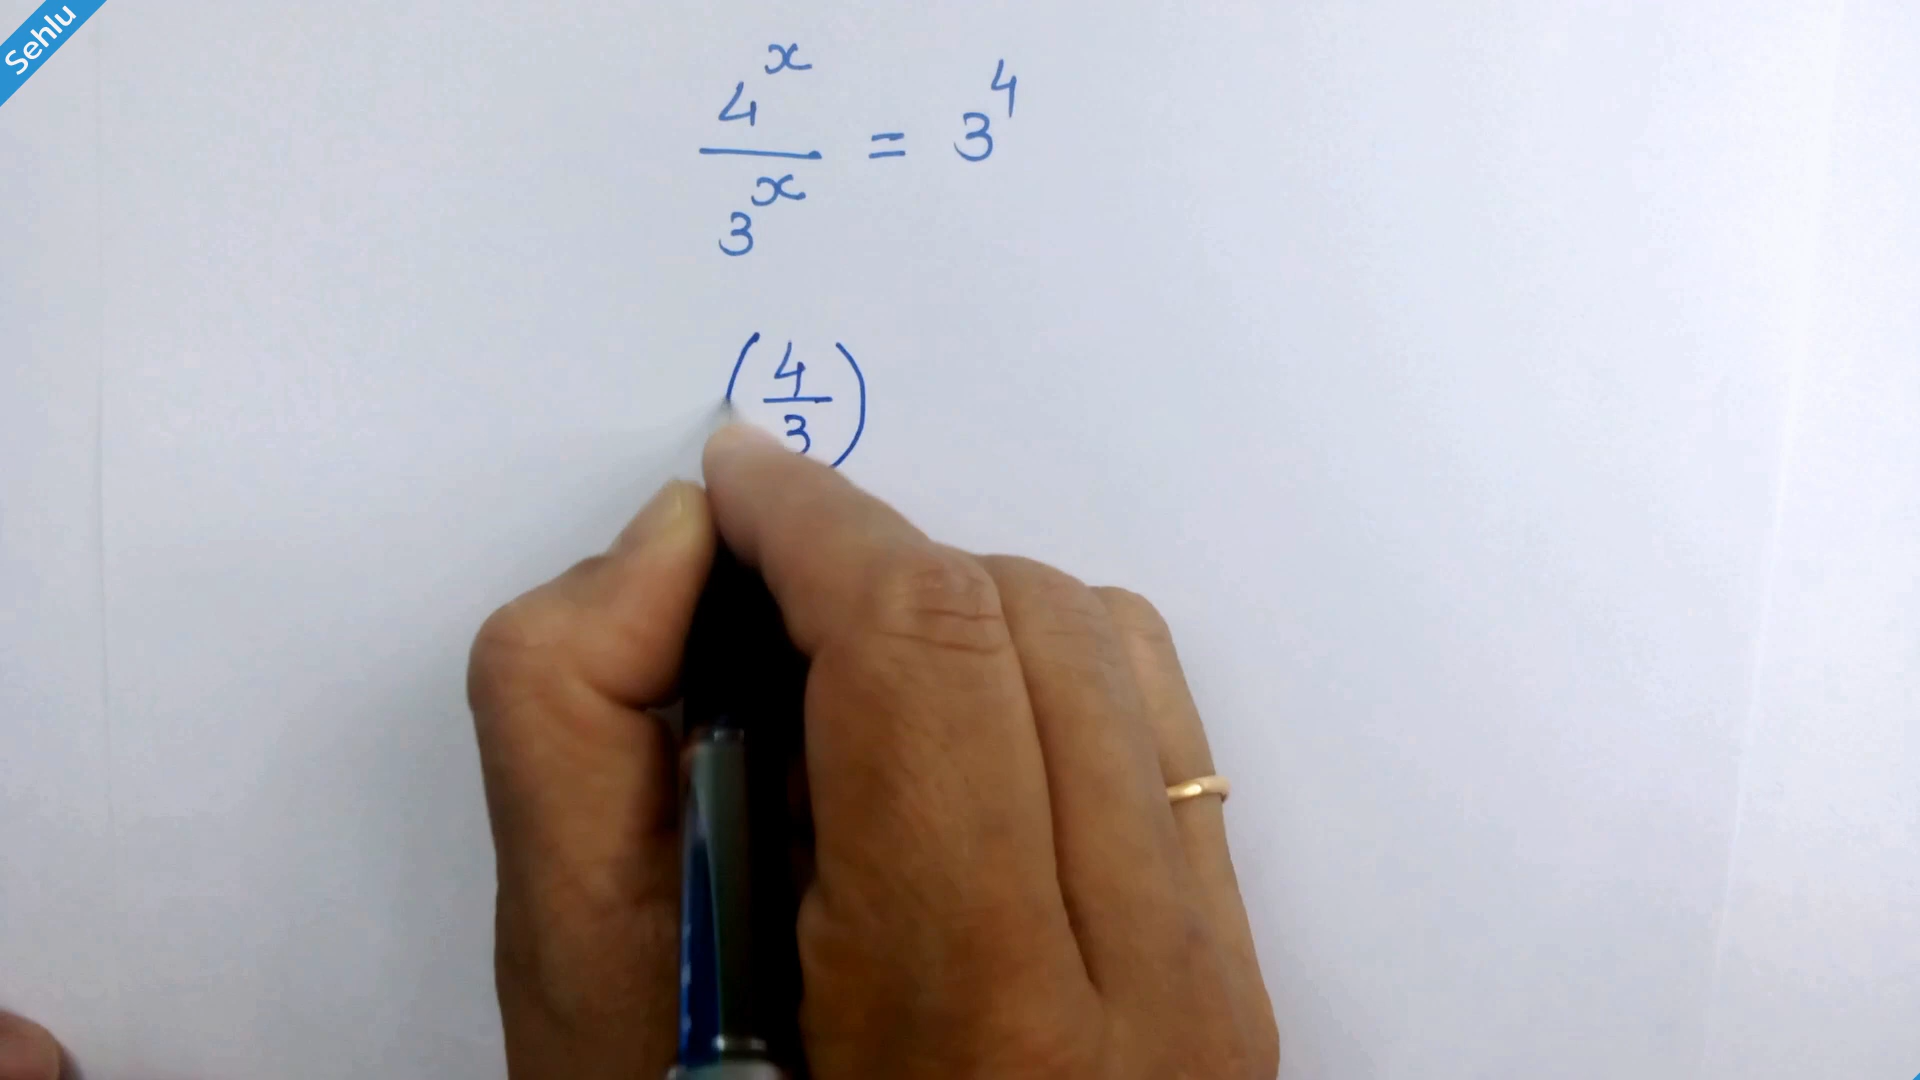 Sehlu
4^x / 3^x = 3^4
(4/3)